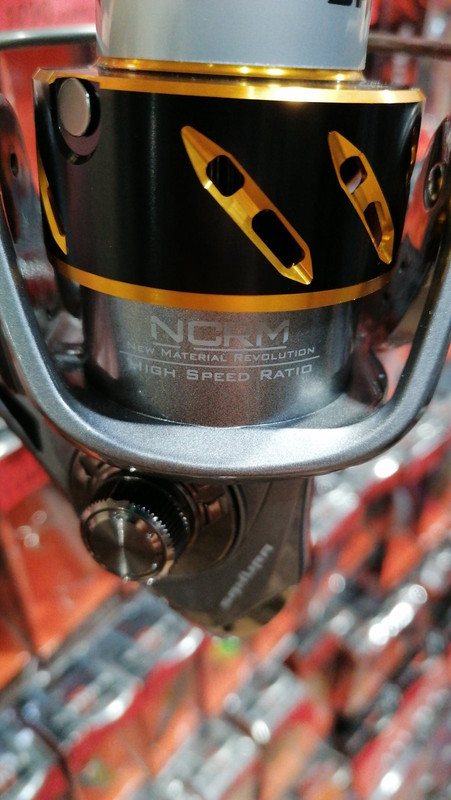 NCRM
NEW MATERIAL REVOLUTION
HIGH SPEED RATIO